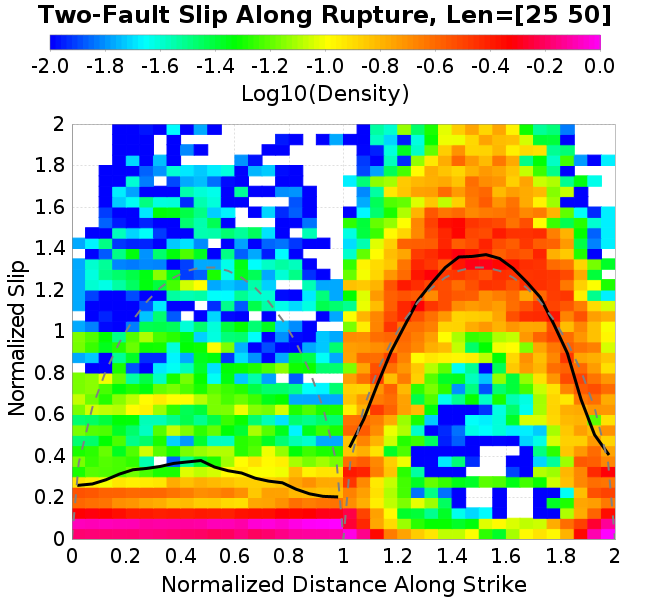 Two-Fault Slip Along Rupture, Len=[25 50]
-2.0 -1.8 -1.6 -1.4 -1.2 -1.0 -0.8 -0.6 -0.4 -0.2 0.0
Log10(Density)
2
1.8
1.6
1.4
1.2
1
0.8
0.6
0.4
0.2
0
Normalized Slip
0 0.2 0.4 0.6 0.8 1 1.2 1.4 1.6 1.8 2
Normalized Distance Along Strike